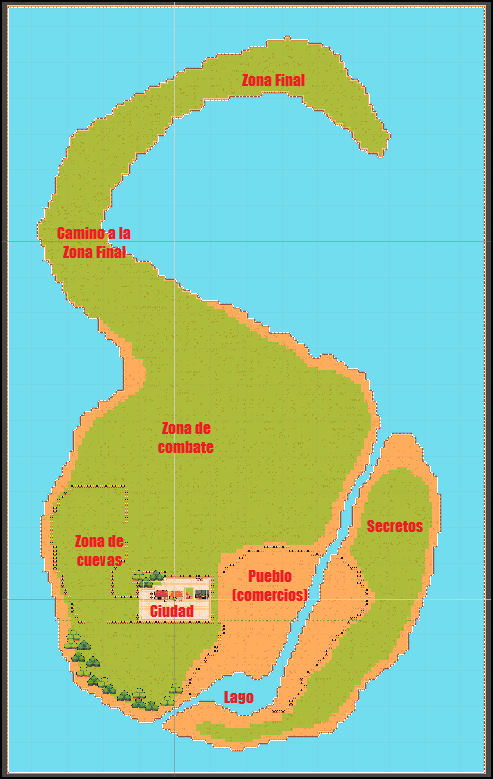 Zona Final
Camino a la
Zona Final
Zona de
combate
Secretos
Zona de
cuevas
Pueblo
(comercios)
Ciudad
Lago